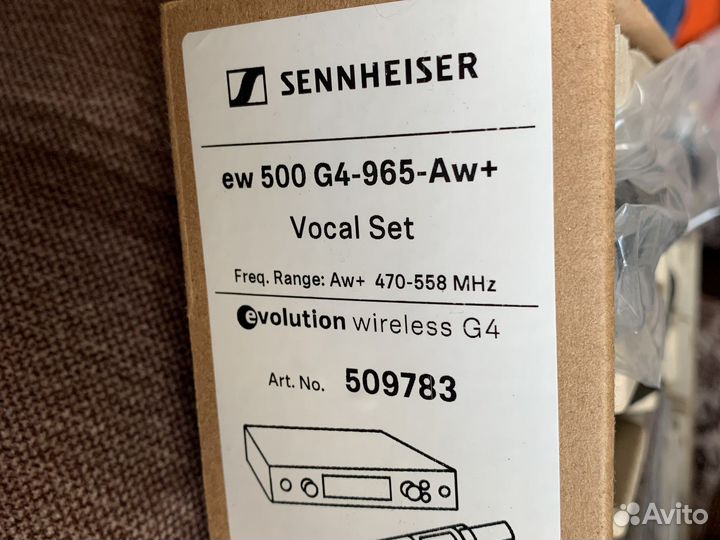 SENNHEISER
ew 500 G4-965-Aw+
Vocal Set
Freq. Range: Aw+ 470-558 MHz
evolution wireless G4
Art. No. 509783
Avito